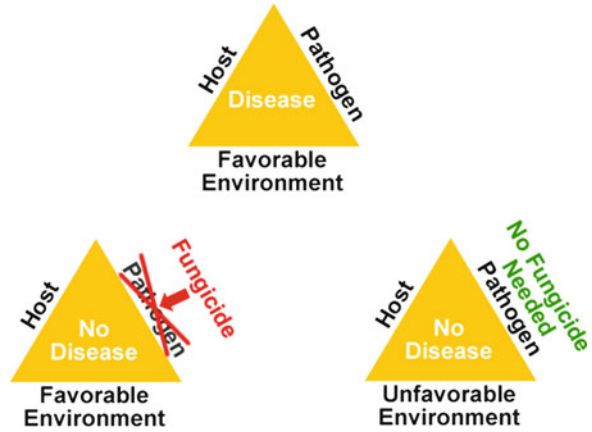 Host
Pathogen
Disease
Favorable
Environment
Host
Pathogen
Fungicide
No
Disease
Favorable
Environment
Host
Pathogen
No Fungicide
Needed
No
Disease
Unfavorable
Environment